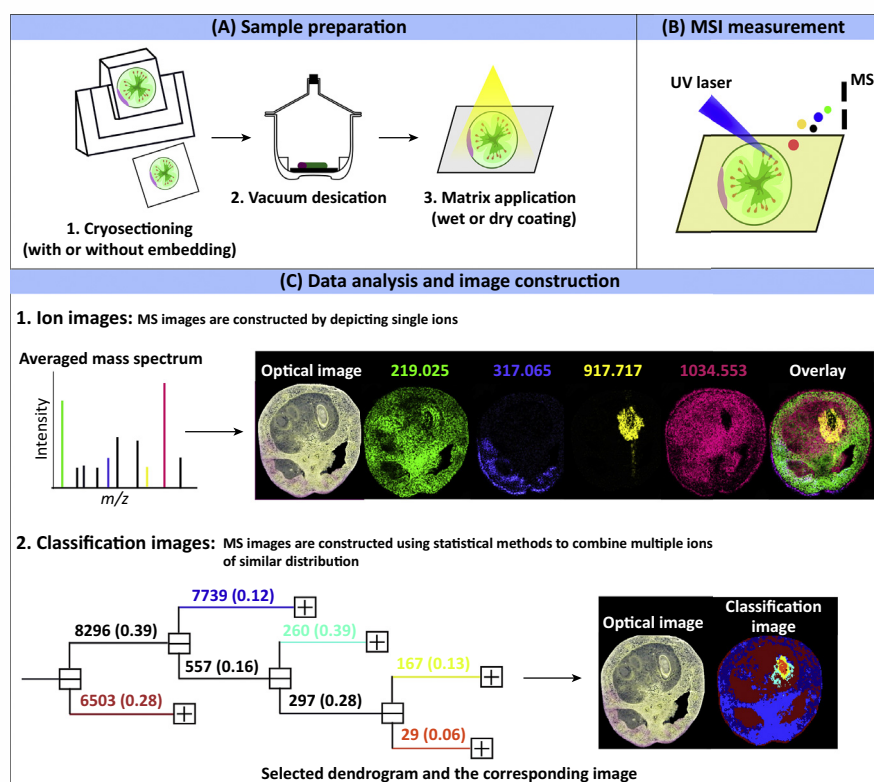 (A) Sample preparation
(B) MSI measurement
1. Cryosectioning
(with or without embedding)
2. Vacuum desication
3. Matrix application
(wet or dry coating)
UV laser
MS
(C) Data analysis and image construction
1. Ion images: MS images are constructed by depicting single ions
Averaged mass spectrum
Intensity
m/z
Optical image 219.025 317.065 917.717 1034.553 Overlay
2. Classification images: MS images are constructed using statistical methods to combine multiple ions
of similar distribution
7739 (0.12)
8296 (0.39)
260 (0.39)
557 (0.16)
167 (0.13)
6503 (0.28)
297 (0.28)
29 (0.06)
Optical image
Classification
image
Selected dendrogram and the corresponding image